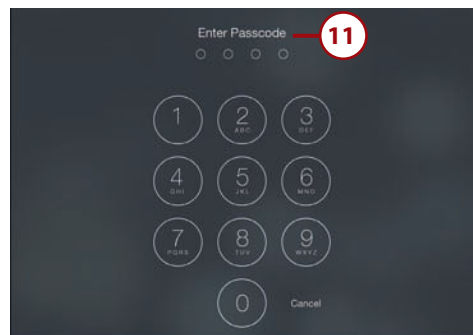 Enter Passcode
11
1 2 3
ABC DEF
4 5 6
GHI JKL MNO
7 8 9
PQRS TUV WXYZ
0 Cancel